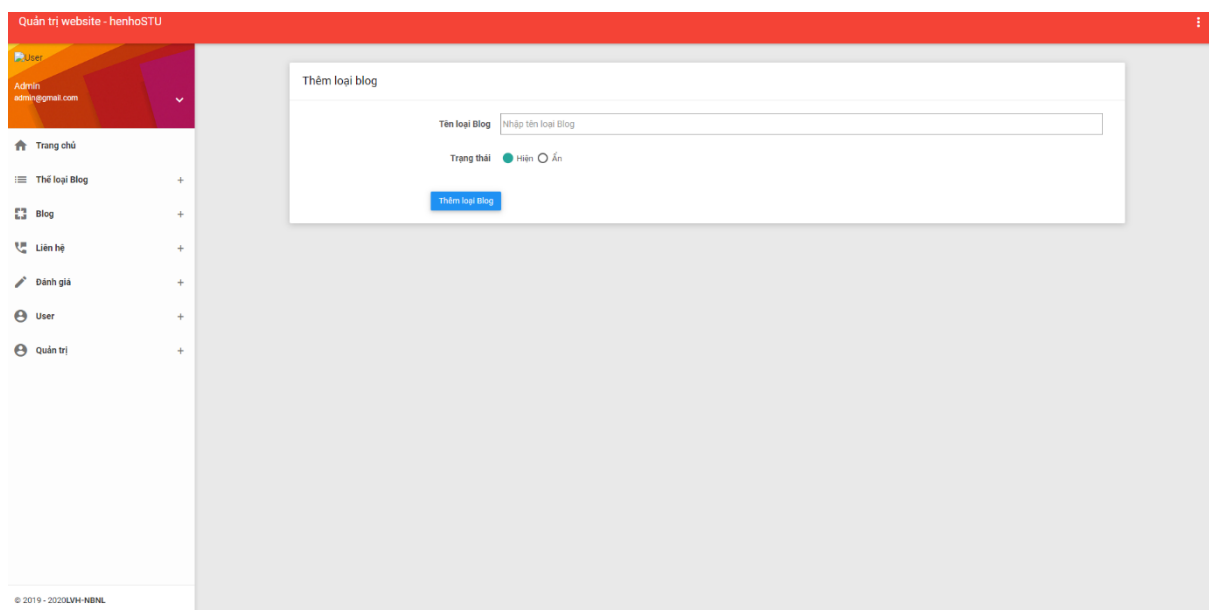 Quản trị website - henhoSTU
User
Admin
admin@gmail.com
Trang chủ
Thể loại Blog +
Blog +
Liên hệ +
Đánh giá +
User +
Quản trị +
© 2019 - 2020LVH-NBNL
Thêm loại blog
Tên loại Blog Nhập tên loại Blog
Trạng thái Hiện Ẩn
Thêm loại Blog